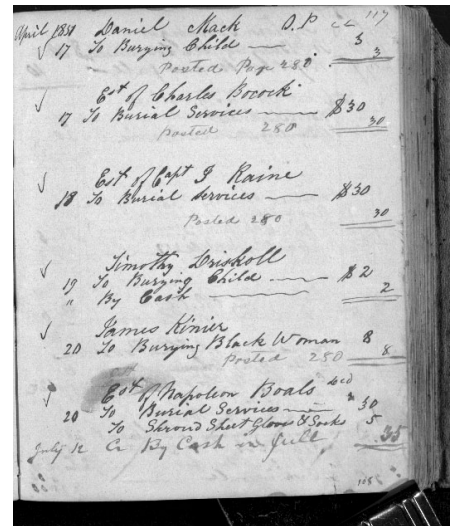 117
April 1851 Daniel Mack O.P
17 To Burying Child 3
3
Posted Page 280
Est of Charles Bocock
17 To Burial Services $30
30
posted 280
Est of Capt J Raine
18 To Burial Services $30
30
Posted 280
Timothy Driskoll
19 To Burying Child $2
" By Cash 2
James Kinier
20 To Burying Black Woman 8
8
Posted 280
Est of Napoleon Boals Decd
20 To Burial Services " 30
To Shroud Sheet Gloves & Socks 5
35
July 12 Cr By Cash in full